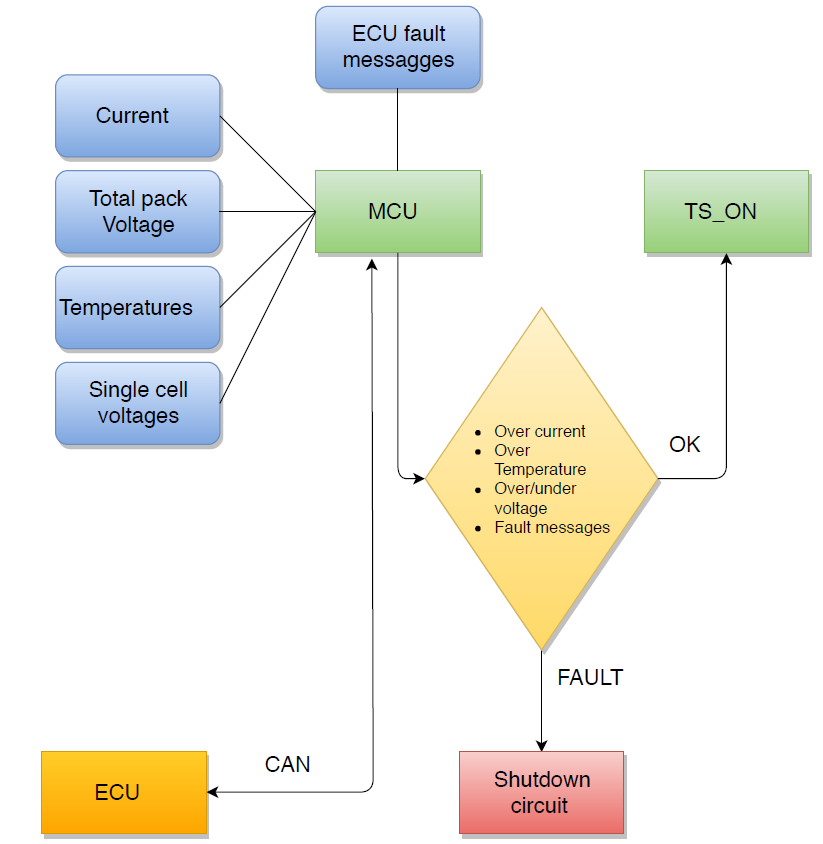 ECU fault
messagges
Current
Total pack
Voltage
MCU
TS_ON
Temperatures
Single cell
voltages
• Over current
• Over
Temperature
• Over/under
voltage
• Fault messages
OK
FAULT
CAN
ECU
Shutdown
circuit